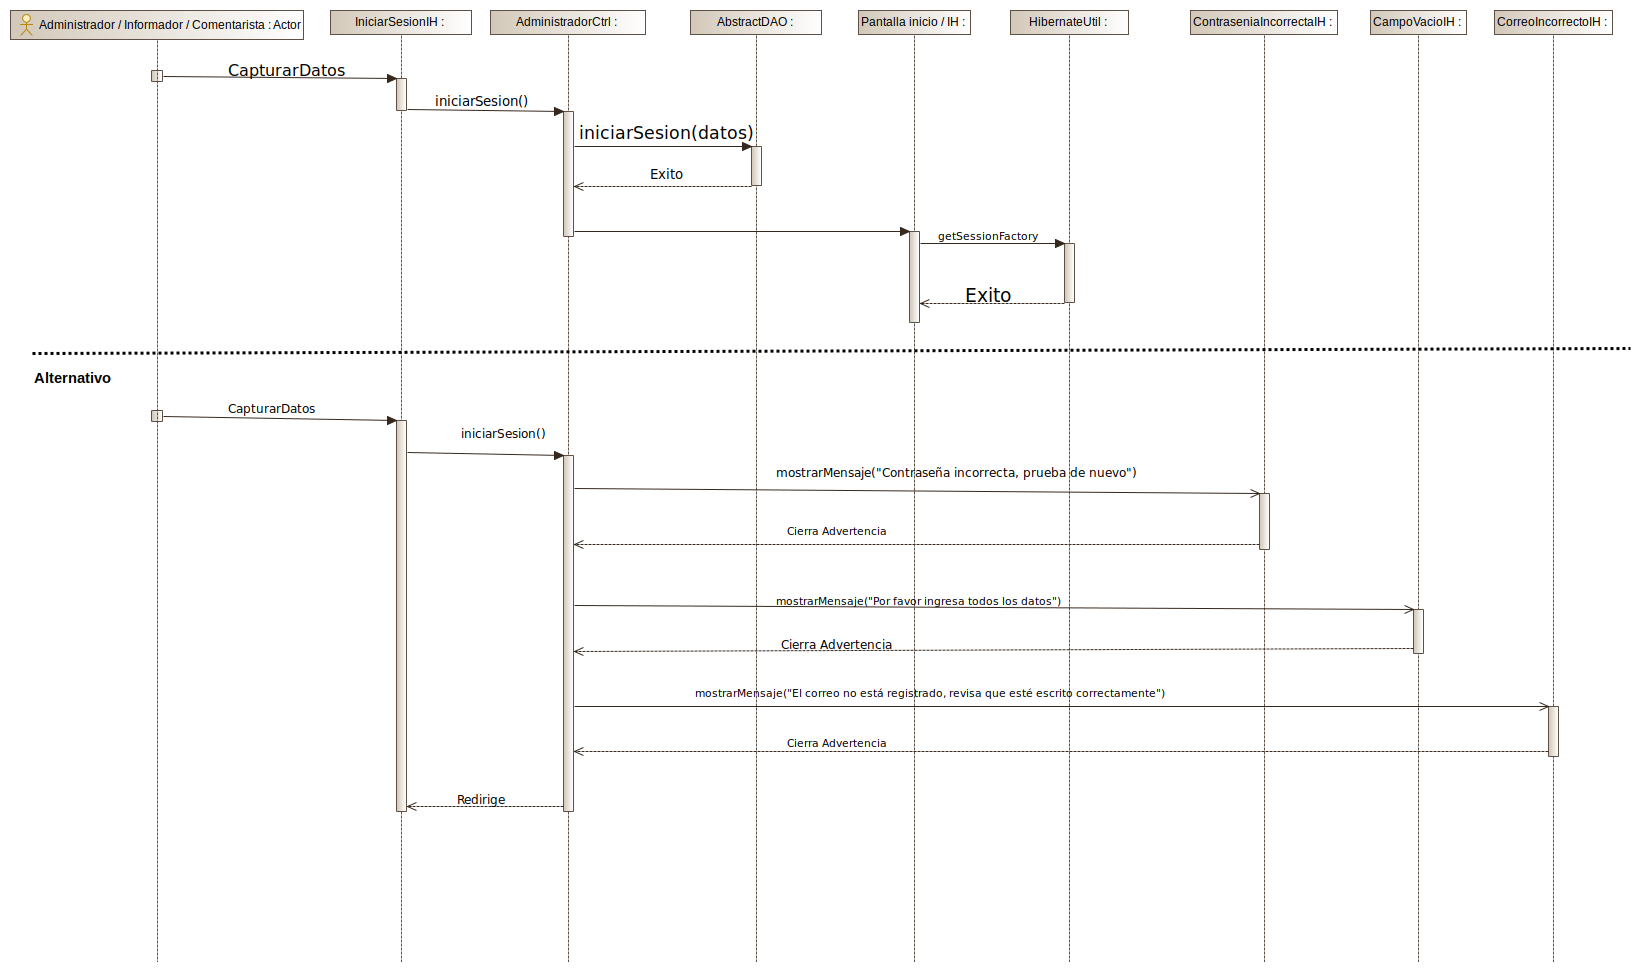 Administrador / Informador / Comentarista : Actor
IniciarSesionIH :
AdministradorCtrl :
AbstractDAO :
Pantalla inicio / IH :
HibernateUtil :
ContraseniaIncorrectaIH :
CampoVacioIH :
CorreoIncorrectoIH :
CapturarDatos
iniciarSesion()
iniciarSesion(datos)
Exito
getSessionFactory
Exito
Alternativo
CapturarDatos
iniciarSesion()
mostrarMensaje("Contraseña incorrecta, prueba de nuevo")
Cierra Advertencia
mostrarMensaje("Por favor ingresa todos los datos")
Cierra Advertencia
mostrarMensaje("El correo no está registrado, revisa que esté escrito correctamente")
Cierra Advertencia
Redirige